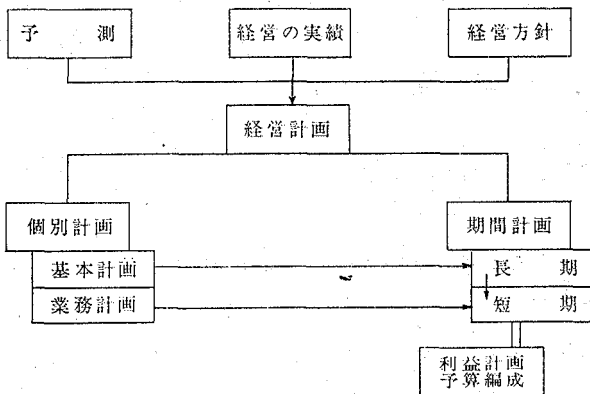 予測
経営の実績
経営方針
経営計画
個別計画
期間計画
基本計画
長期
業務計画
短期
利益計画
予算編成